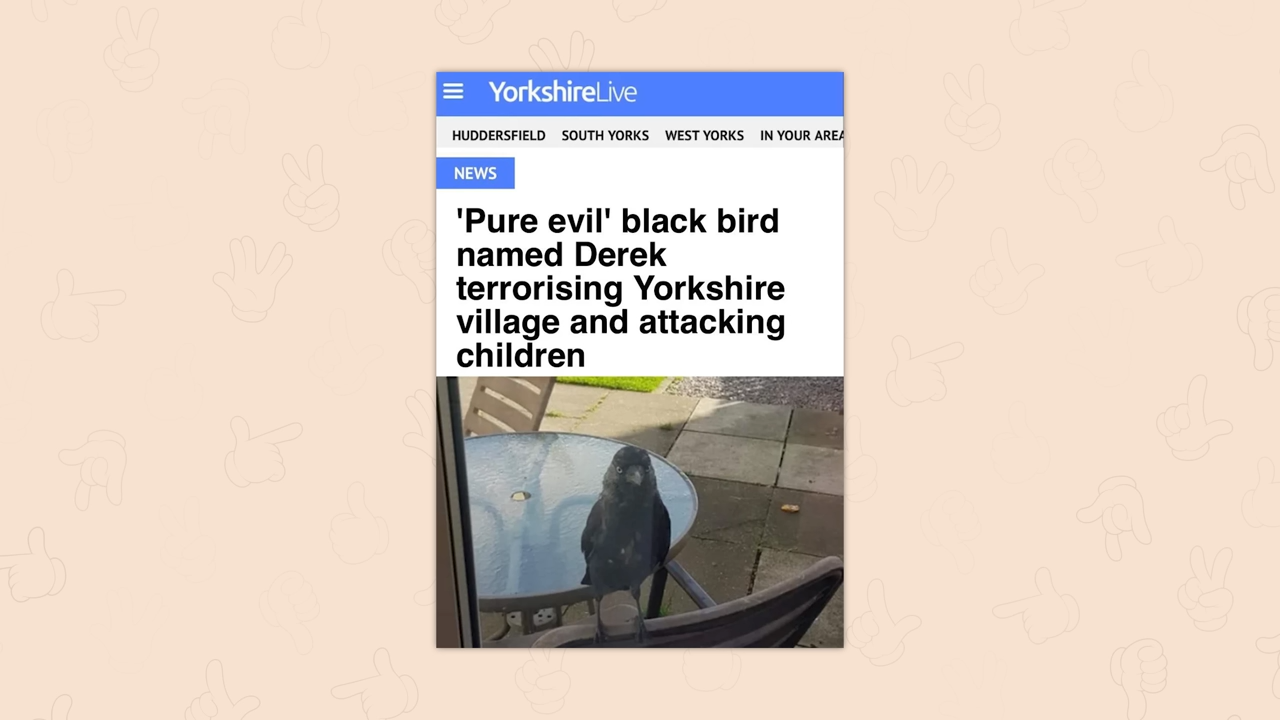 YorkshireLive
HUDDERSFIELD SOUTH YORKS WEST YORKS IN YOUR AREA
NEWS
'Pure evil' black bird
named Derek
terrorising Yorkshire
village and attacking
children